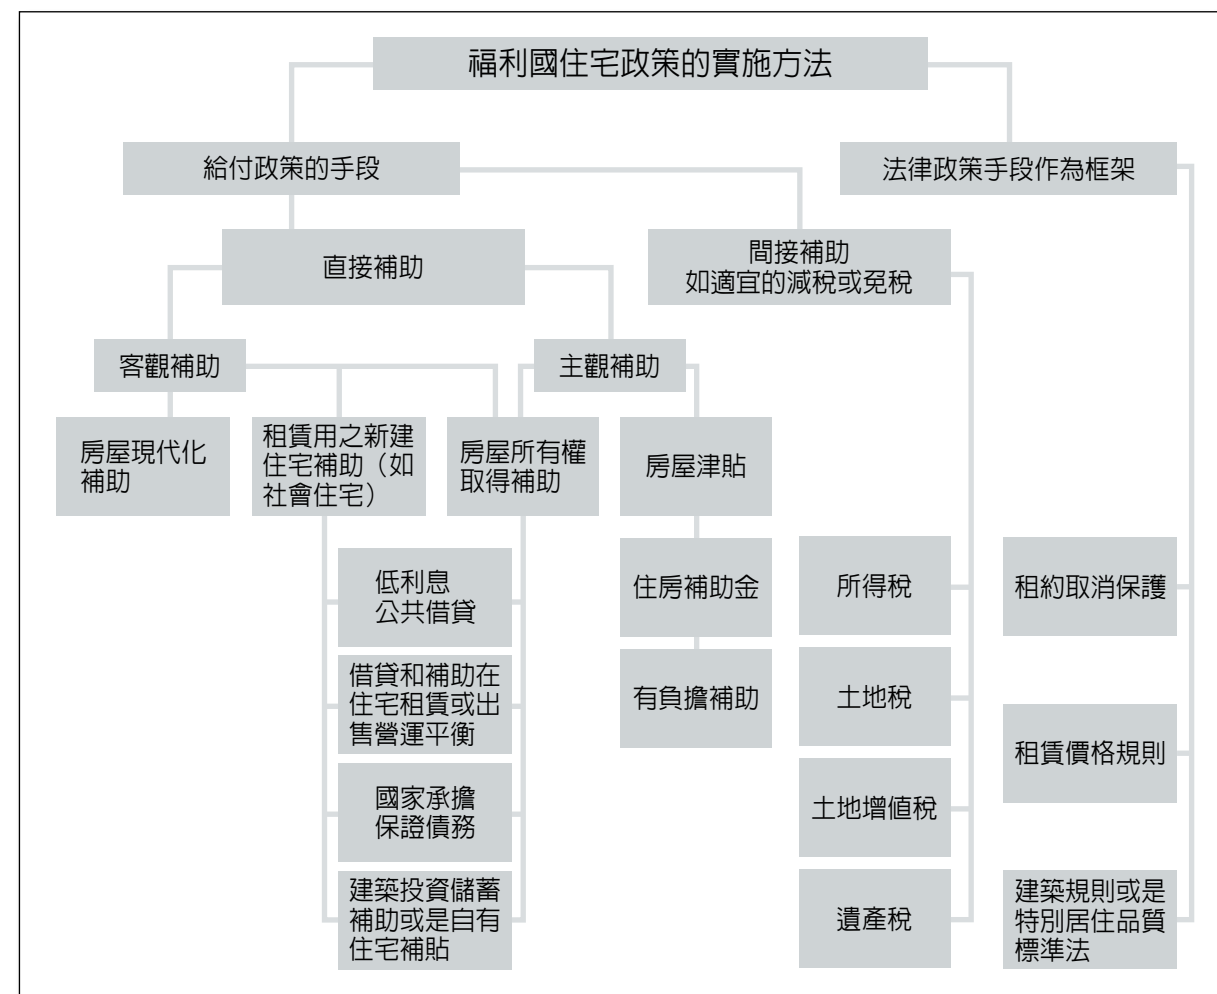 福利國住宅政策的實施方法
給付政策的手段
法律政策手段作為框架
直接補助
間接補助
如適宜的減稅或免稅
客觀補助
主觀補助
房屋現代化
補助
租賃用之新建
住宅補助（如
社會住宅）
房屋所有權
取得補助
房屋津貼
低利息
公共借貸
住房補助金
所得稅
租約取消保護
借貸和補助在
住宅租賃或出
售營運平衡
有負擔補助
土地稅
租賃價格規則
國家承擔
保證債務
土地增值稅
建築投資儲蓄
補助或是自有
住宅補貼
遺產稅
建築規則或是
特別居住品質
標準法